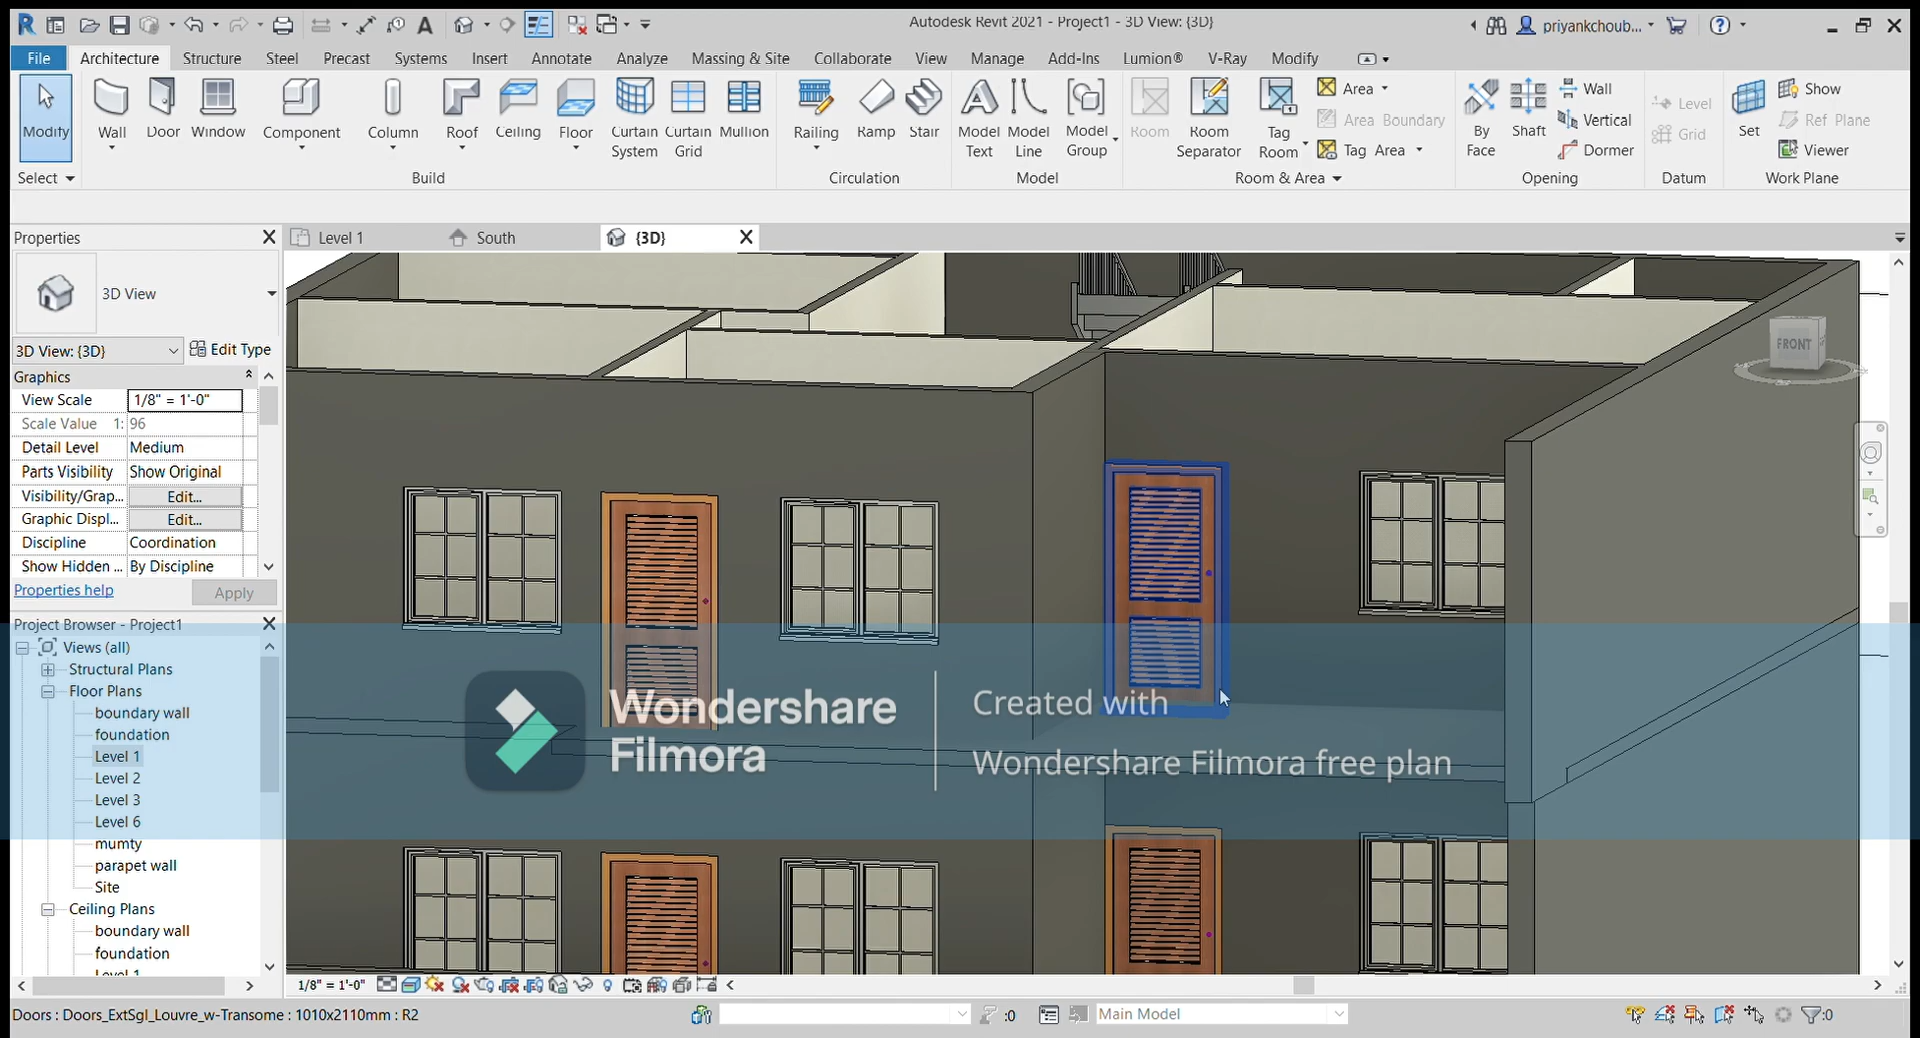 Autodesk Revit 2021 - Project1 - 3D View: {3D}
priyankchoub...
File Architecture Structure Steel Precast Systems Insert Annotate Analyze Massing & Site Collaborate View Manage Add-Ins Lumion® V-Ray Modify
Modify
Wall
Door
Window
Component
Column
Roof
Ceiling
Floor
Curtain System
Curtain Grid
Mullion
Railing
Ramp
Stair
Model Text
Model Line
Model Group
Room
Room Separator
Tag Room
Area
Area Boundary
Tag Area
By Face
Shaft
Wall
Vertical
Dormer
Level
Grid
Set
Show
Ref Plane
Viewer
Select
Build
Circulation
Model
Room & Area
Opening
Datum
Work Plane
Properties
Level 1
South
{3D}
3D View
3D View: {3D}
Edit Type
Graphics
View Scale 1/8" = 1'-0"
Scale Value 1: 96
Detail Level Medium
Parts Visibility Show Original
Visibility/Grap... Edit...
Graphic Displ... Edit...
Discipline Coordination
Show Hidden ... By Discipline
Properties help
Apply
FRONT
Project Browser - Project1
Views (all)
Structural Plans
Floor Plans
boundary wall
foundation
Level 1
Level 2
Level 3
Level 6
mumty
parapet wall
Site
Ceiling Plans
boundary wall
foundation
Level 1
Wondershare
Filmora
Created with
Wondershare Filmora free plan
1/8" = 1'-0"
Doors : Doors_ExtSgl_Louvre_w-Transome : 1010x2110mm : R2
:0
Main Model
:0